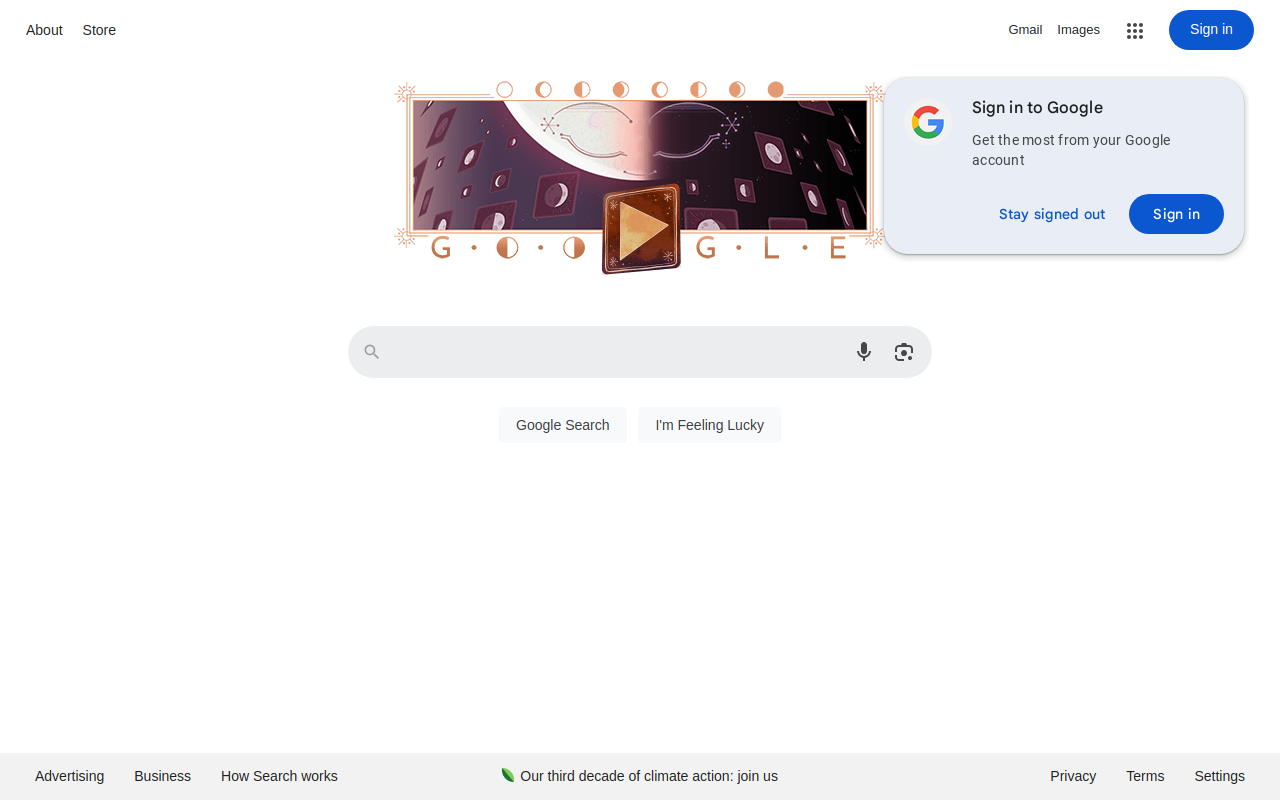 About
Store
Gmail
Images
Sign in
G · O · O G · L · E
Sign in to Google
Get the most from your Google
account
Stay signed out
Sign in
Google Search
I'm Feeling Lucky
Advertising
Business
How Search works
Our third decade of climate action: join us
Privacy
Terms
Settings